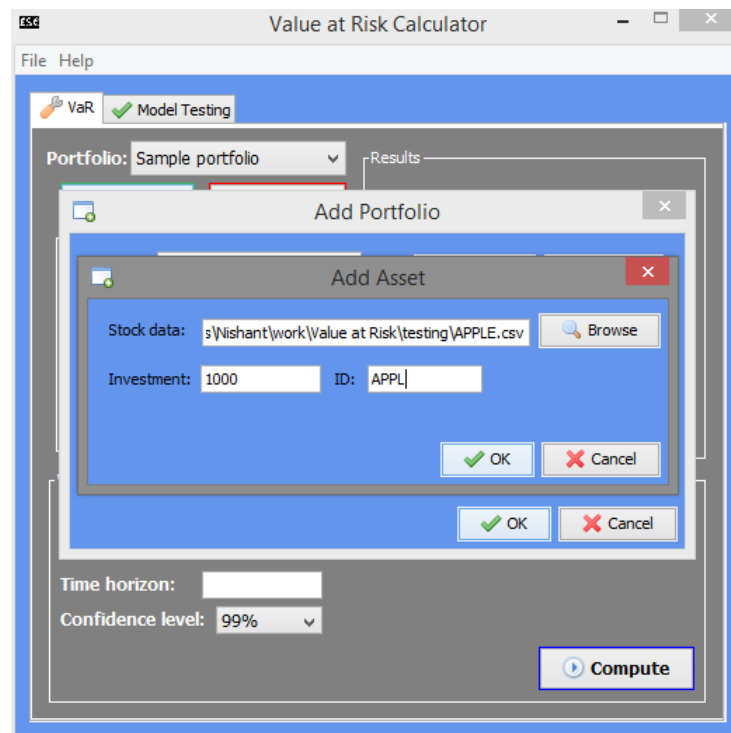 ESG Value at Risk Calculator
File Help
VaR Model Testing
Portfolio: Sample portfolio Results
Add Portfolio
Add Asset
Stock data: s\Nishant\work\Value at Risk\testing\APPLE.csv Browse
Investment: 1000 ID: APPL
OK Cancel
OK Cancel
Time horizon:
Confidence level: 99%
Compute